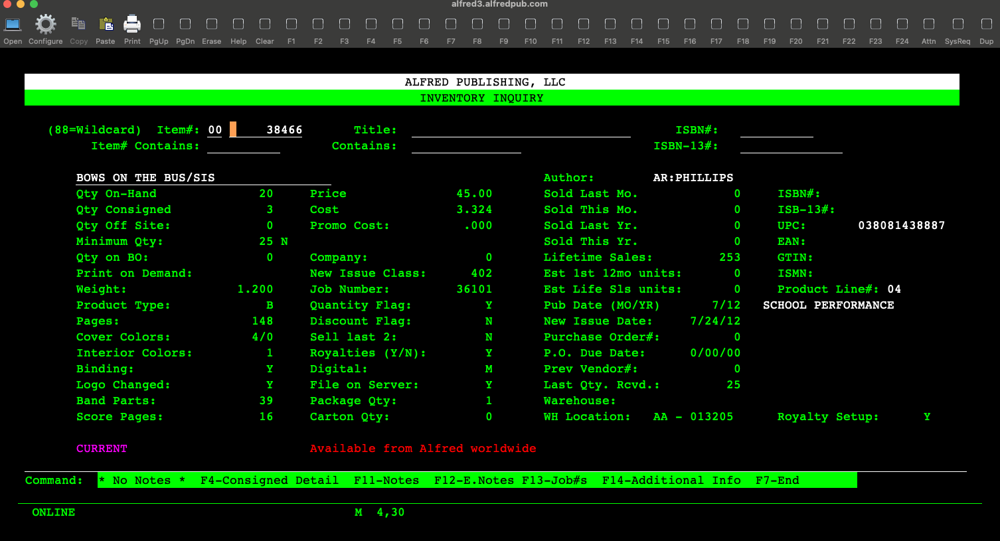 alfred3.alfredpub.com
Open Configure Copy Paste Print PgUp PgDn Erase Help Clear F1 F2 F3 F4 F5 F6 F7 F8 F9 F10 F11 F12 F13 F14 F15 F16 F17 F18 F19 F20 F21 F22 F23 F24 Attn SysReq Dup
ALFRED PUBLISHING, LLC
INVENTORY INQUIRY
(88=Wildcard) Item#: 00 38466 Title: ISBN#:
Item# Contains: Contains: ISBN-13#:
BOWS ON THE BUS/SIS Author: AR:PHILLIPS
Qty On-Hand 20 Price 45.00 Sold Last Mo. 0 ISBN#:
Qty Consigned 3 Cost 3.324 Sold This Mo. 0 ISB-13#:
Qty Off Site: 0 Promo Cost: .000 Sold Last Yr. 0 UPC: 038081438887
Minimum Qty: 25 N Sold This Yr. 0 EAN:
Qty on BO: 0 Company: 0 Lifetime Sales: 253 GTIN:
Print on Demand: New Issue Class: 402 Est 1st 12mo units: 0 ISMN:
Weight: 1.200 Job Number: 36101 Est Life Sls units: 0 Product Line#: 04
Product Type: B Quantity Flag: Y Pub Date (MO/YR) 7/12 SCHOOL PERFORMANCE
Pages: 148 Discount Flag: N New Issue Date: 7/24/12
Cover Colors: 4/0 Sell last 2: N Purchase Order#: 0
Interior Colors: 1 Royalties (Y/N): Y P.O. Due Date: 0/00/00
Binding: Y Digital: M Prev Vendor#: 0
Logo Changed: Y File on Server: Y Last Qty. Rcvd.: 25
Band Parts: 39 Package Qty: 1 Warehouse:
Score Pages: 16 Carton Qty: 0 WH Location: AA - 013205 Royalty Setup: Y
CURRENT Available from Alfred worldwide
Command: * No Notes * F4-Consigned Detail F11-Notes F12-E.Notes F13-Job#s F14-Additional Info F7-End
ONLINE M 4,30